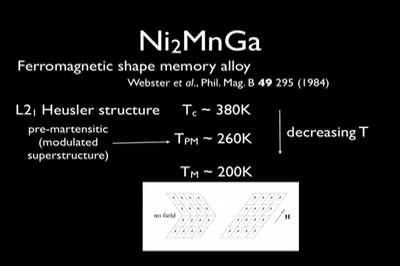 Ni₂MnGa
Ferromagnetic shape memory alloy
Webster et al., Phil. Mag. B 49 295 (1984)
L2₁ Heusler structure Tc ~ 380K
pre-martensitic
(modulated
superstructure)
TPM ~ 260K
decreasing T
TM ~ 200K
no field
H